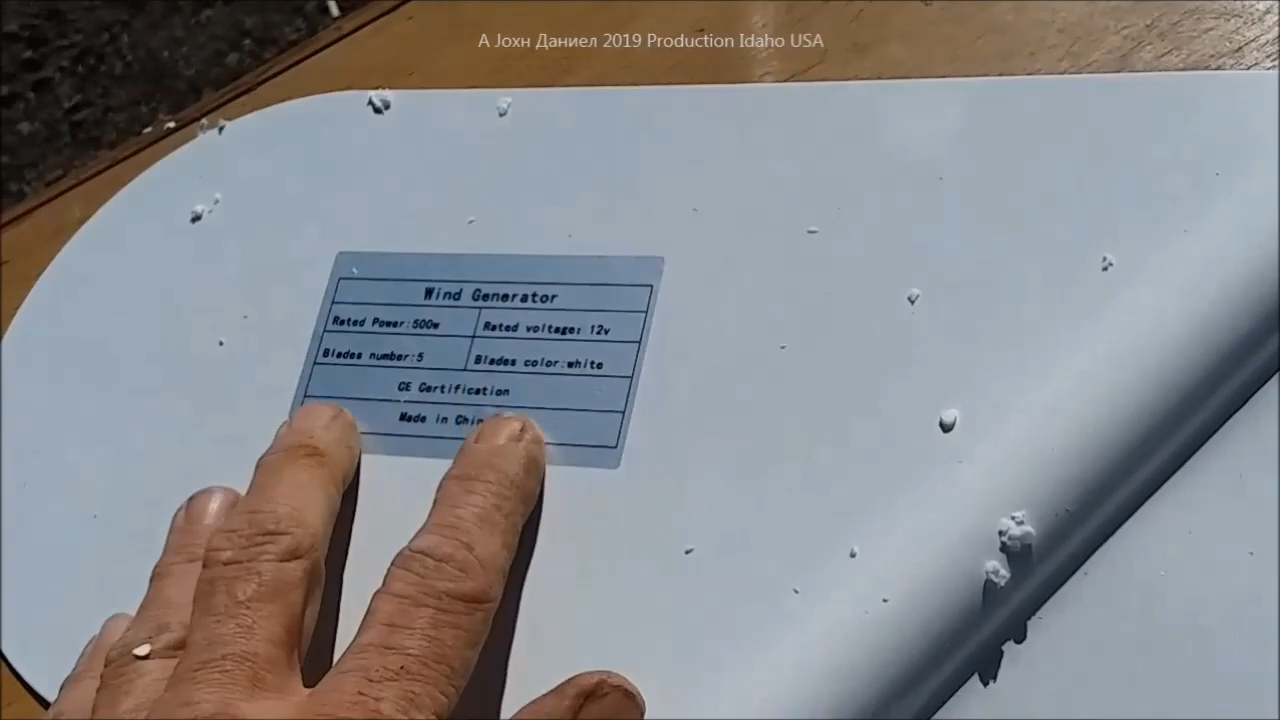 A Joхн Даниел 2019 Production Idaho USA
Wind Generator
Rated Power:500w
Rated voltage: 12v
Blades number:5
Blades color:white
CE Certification
Made in Chin